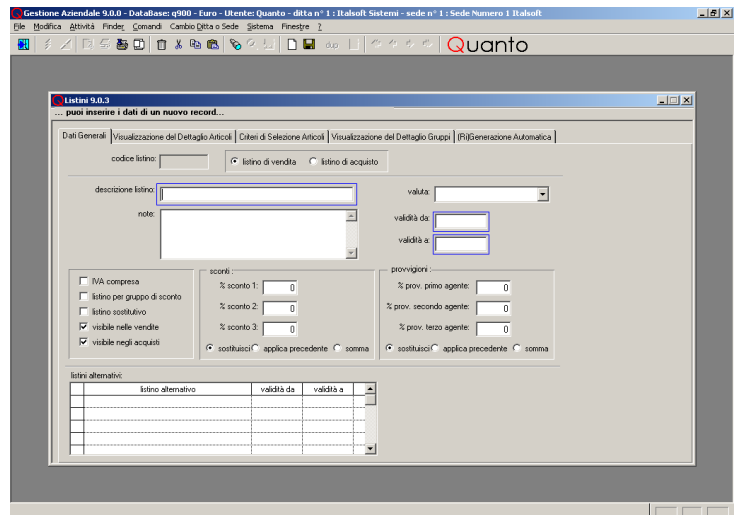 Gestione Aziendale 9.0.0 - DataBase: q900 - Euro - Utente: Quanto - ditta n° 1 : Italsoft Sistemi - sede n° 1 : Sede Numero 1 Italsoft
File Modifica Attività Finder Comandi Cambio Ditta o Sede Sistema Finestre ?
dup Quanto
Listini 9.0.3
... puoi inserire i dati di un nuovo record...
Dati Generali Visualizzazione del Dettaglio Articoli Criteri di Selezione Articoli Visualizzazione del Dettaglio Gruppi (Ri)Generazione Automatica
codice listino: listino di vendita listino di acquisto
descrizione listino: valuta:
note: validità da:
validità a:
sconti : provvigioni :
IVA compresa % sconto 1: 0 % prov. primo agente: 0
listino per gruppo di sconto
listino sostitutivo % sconto 2: 0 % prov. secondo agente: 0
visibile nelle vendite % sconto 3: 0 % prov. terzo agente: 0
visibile negli acquisti sostituisci applica precedente somma sostituisci applica precedente somma
listini alternativi:
listino alternativo validità da validità a